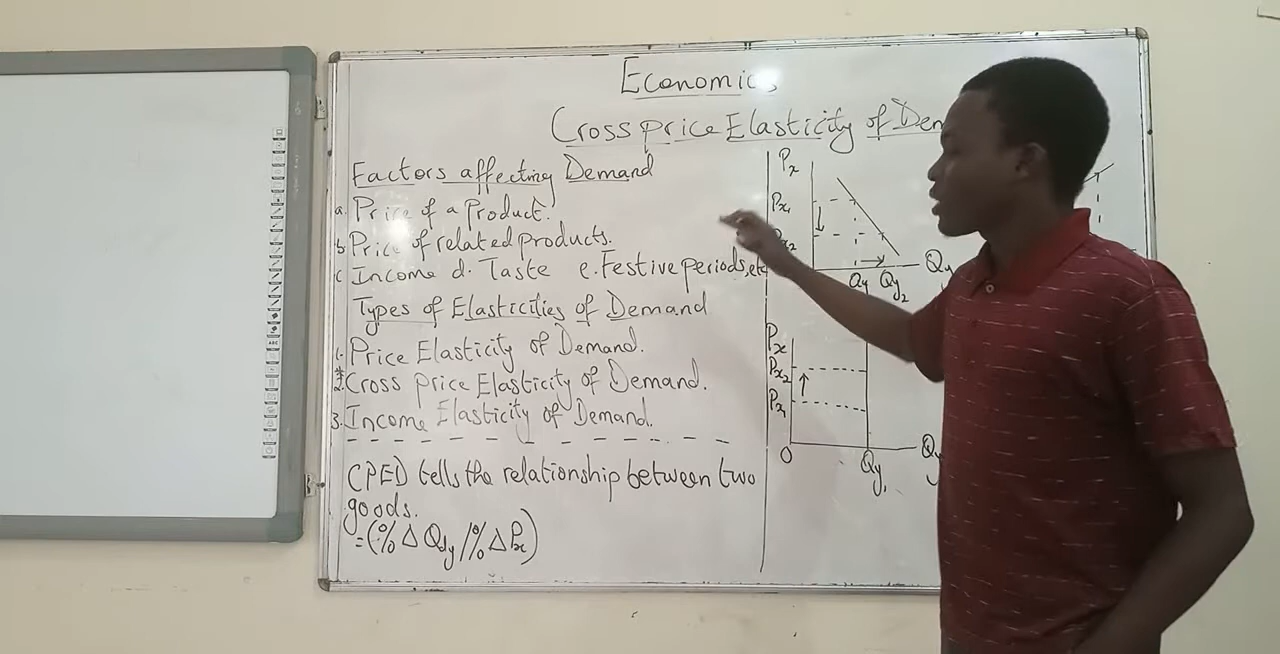 Economics
Cross price Elasticity of Dem
Factors affecting Demand
a. Price of a Product.
b Price of related products.
c Income d. Taste e. Festive periods, etc
Types of Elasticities of Demand
1. Price Elasticity of Demand.
*2. Cross price Elasticity of Demand.
3. Income Elasticity of Demand.
CPED tells the relationship between two
goods.
=(%ΔQdy/%ΔPx)
Px
Px1
Px2
Qy1 Qy2 Qy
Px
Px2
Px1
O
Qy1
Qy